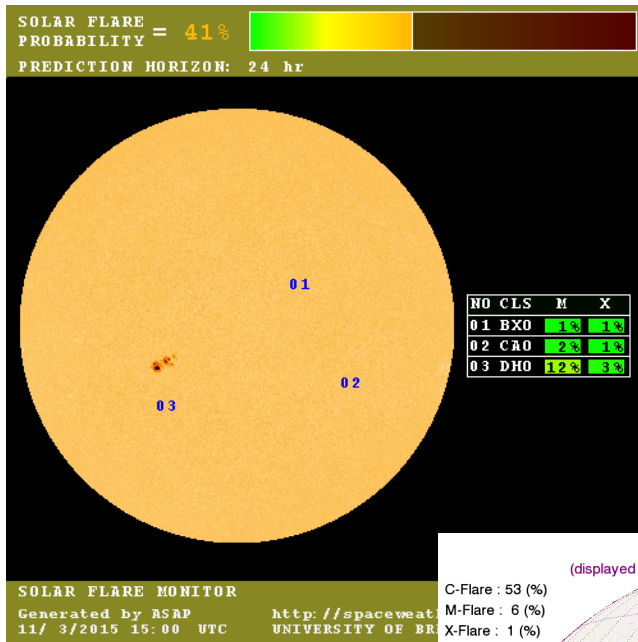 SOLAR FLARE
PROBABILITY = 41%
PREDICTION HORIZON: 24 hr
01
NO CLS M X
01 BXO 1% 1%
02 CAO 2% 1%
03 DHO 12% 3%
02
03
(displayed
C-Flare : 53 (%)
M-Flare : 6 (%)
X-Flare : 1 (%)
SOLAR FLARE MONITOR
Generated by ASAP http://spaceweat
11/ 3/2015 15:00 UTC UNIVERSITY OF BR